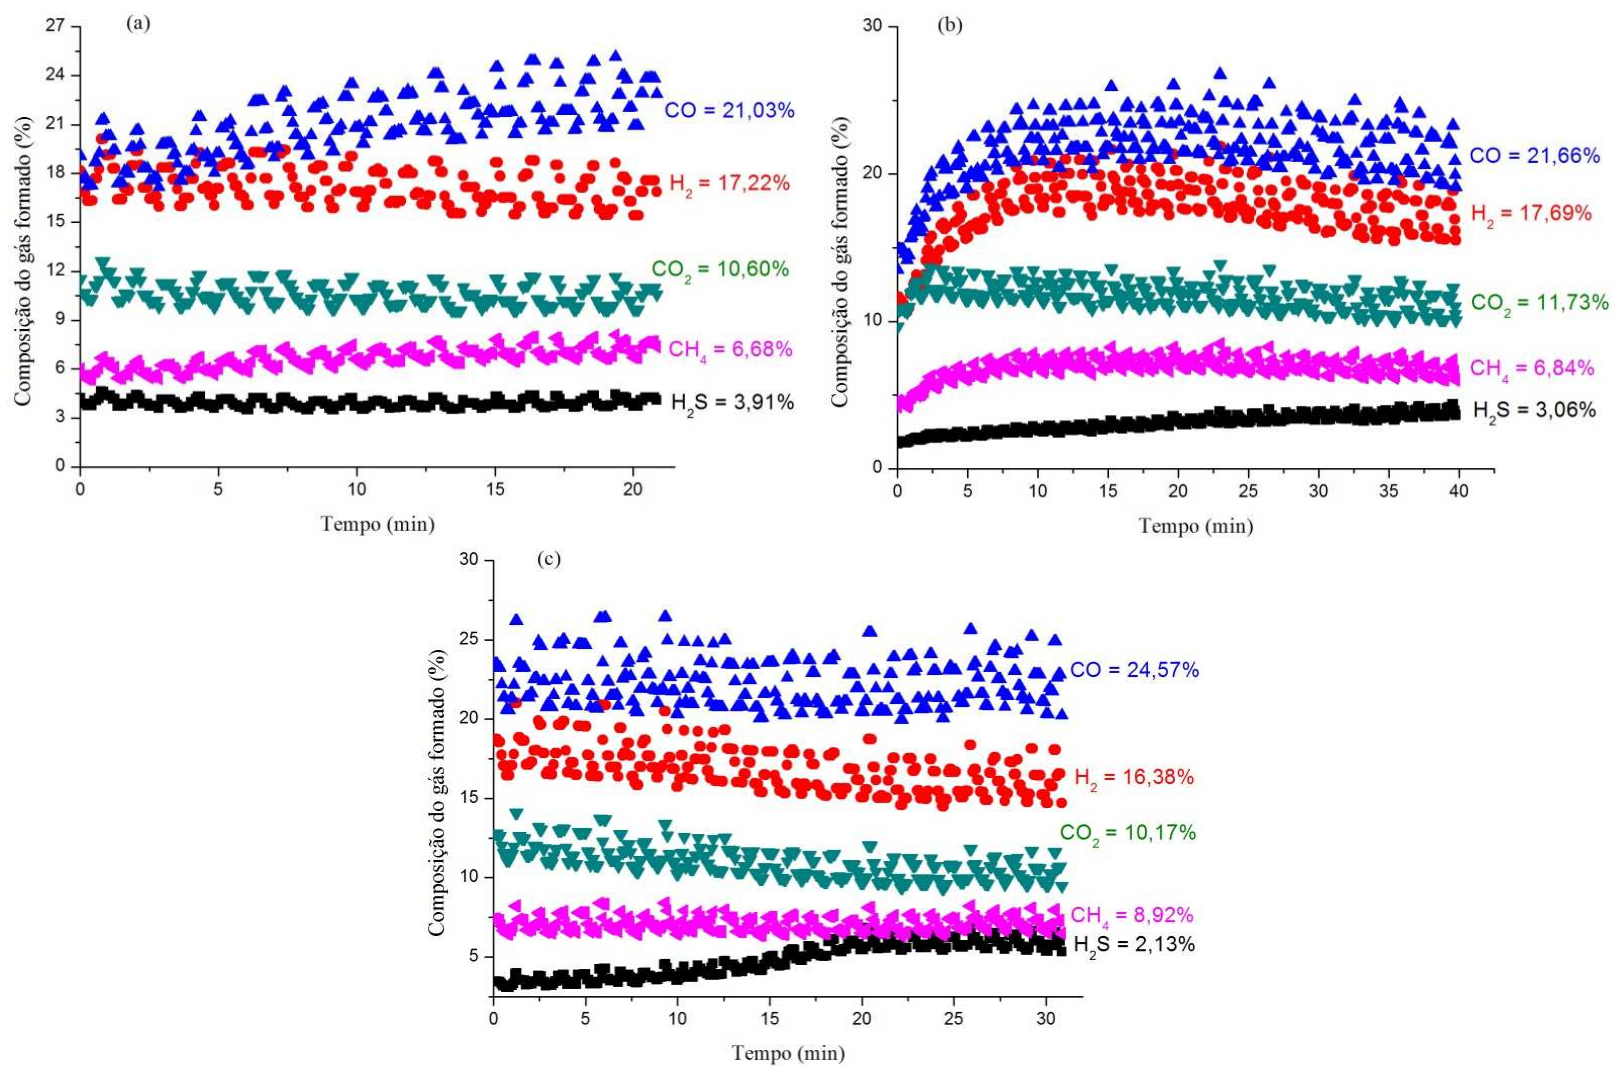 (a)
Composição do gás formado (%)
27
24
21
18
15
12
9
6
3
0
0 5 10 15 20
Tempo (min)
CO = 21,03%
H2 = 17,22%
CO2 = 10,60%
CH4 = 6,68%
H2S = 3,91%
(b)
Composição do gás formado (%)
30
20
10
0
0 5 10 15 20 25 30 35 40
Tempo (min)
CO = 21,66%
H2 = 17,69%
CO2 = 11,73%
CH4 = 6,84%
H2S = 3,06%
(c)
Composição do gás formado (%)
30
25
20
15
10
5
0 5 10 15 20 25 30
Tempo (min)
CO = 24,57%
H2 = 16,38%
CO2 = 10,17%
CH4 = 8,92%
H2S = 2,13%